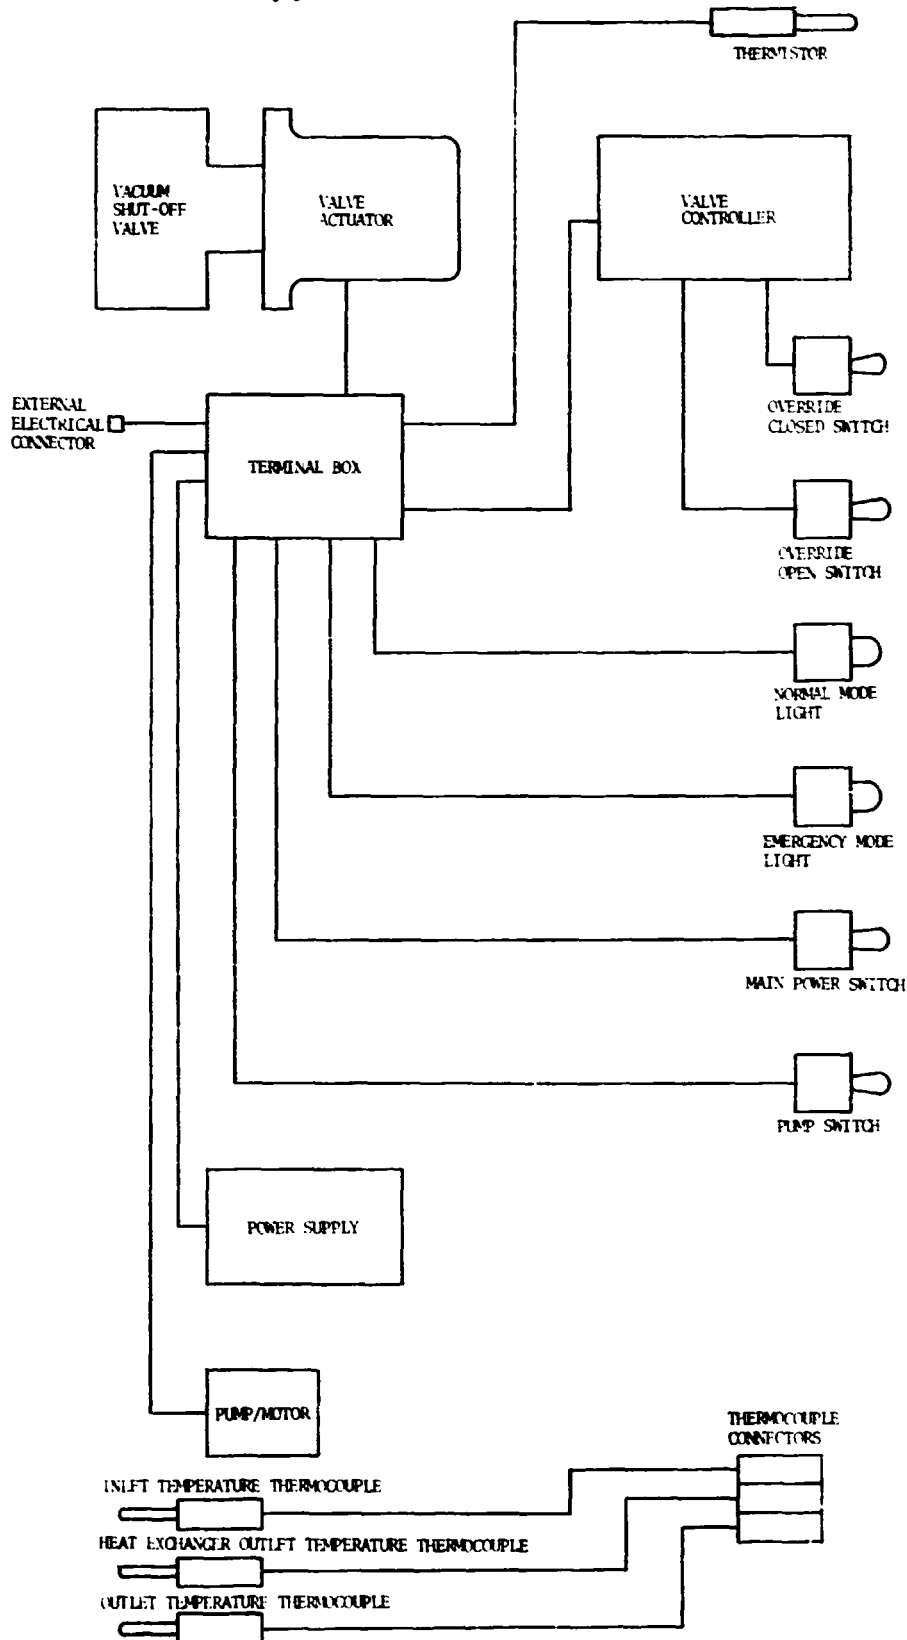 THERMISTOR
VACUUM
SHUT-OFF
VALVE
VALVE
ACTUATOR
VALVE
CONTROLLER
OVERRIDE
CLOSED SWITCH
EXTERNAL
ELECTRICAL
CONNECTOR
TERMINAL BOX
OVERRIDE
OPEN SWITCH
NORMAL MODE
LIGHT
EMERGENCY MODE
LIGHT
MAIN POWER SWITCH
PUMP SWITCH
POWER SUPPLY
PUMP/MOTOR
THERMOCOUPLE
CONNECTORS
INLET TEMPERATURE THERMOCOUPLE
HEAT EXCHANGER OUTLET TEMPERATURE THERMOCOUPLE
OUTLET TEMPERATURE THERMOCOUPLE